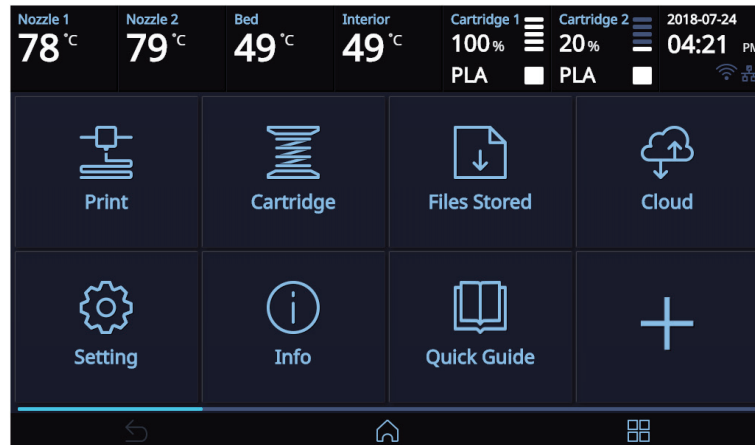 Nozzle 1 Nozzle 2 Bed Interior Cartridge 1 Cartridge 2 2018-07-24
78 °C 79 °C 49 °C 49 °C 100 % 20 % 04:21 PM
PLA PLA
Print Cartridge Files Stored Cloud
Setting Info Quick Guide